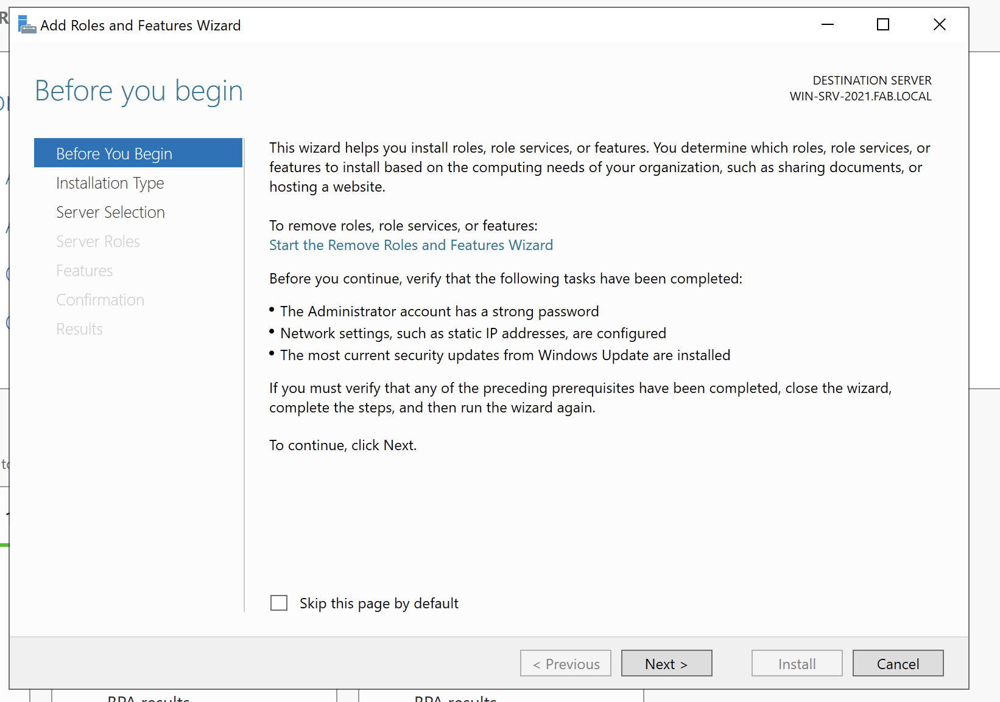 Add Roles and Features Wizard
Before you begin
DESTINATION SERVER
WIN-SRV-2021.FAB.LOCAL
Before You Begin
Installation Type
Server Selection
Server Roles
Features
Confirmation
Results
This wizard helps you install roles, role services, or features. You determine which roles, role services, or
features to install based on the computing needs of your organization, such as sharing documents, or
hosting a website.
To remove roles, role services, or features:
Start the Remove Roles and Features Wizard
Before you continue, verify that the following tasks have been completed:
• The Administrator account has a strong password
• Network settings, such as static IP addresses, are configured
• The most current security updates from Windows Update are installed
If you must verify that any of the preceding prerequisites have been completed, close the wizard,
complete the steps, and then run the wizard again.
To continue, click Next.
Skip this page by default
< Previous
Next >
Install
Cancel
BPA results
BPA results